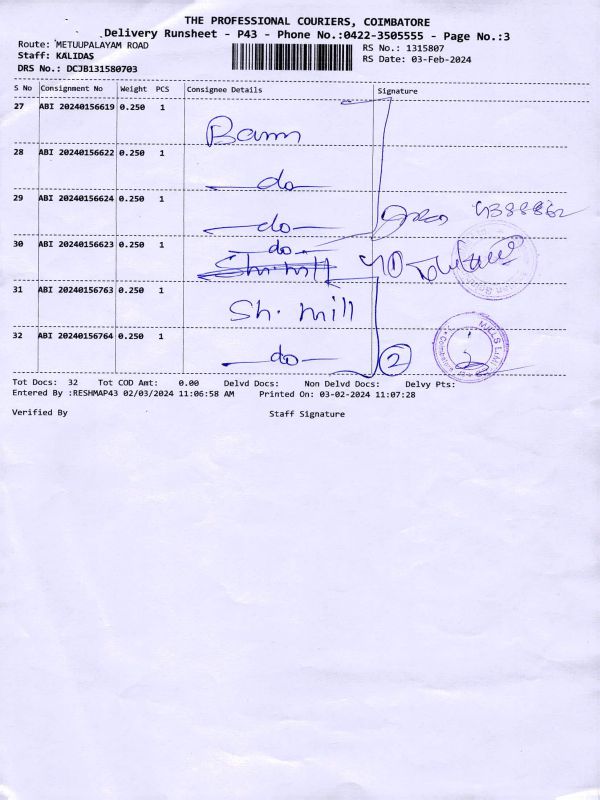 THE PROFESSIONAL COURIERS, COIMBATORE
Delivery Runsheet - P43 - Phone No.:0422-3505555 - Page No.:3
Route: METUUPALAYAM ROAD RS No.: 1315807
Staff: KALIDAS RS Date: 03-Feb-2024
DRS No.: DCJB131580703
S No Consignment No Weight PCS Consignee Details Signature
27 ABI 20240156619 0.250 1
Bann
28 ABI 20240156622 0.250 1
do
29 ABI 20240156624 0.250 1
do
30 ABI 20240156623 0.250 1 do
Sh. mill
31 ABI 20240156763 0.250 1
Sh. mill
32 ABI 20240156764 0.250 1
do 2
Tot Docs: 32 Tot COD Amt: 0.00 Delvd Docs: Non Delvd Docs: Delvy Pts:
Entered By :RESHMAP43 02/03/2024 11:06:58 AM Printed On: 03-02-2024 11:07:28
Verified By Staff Signature